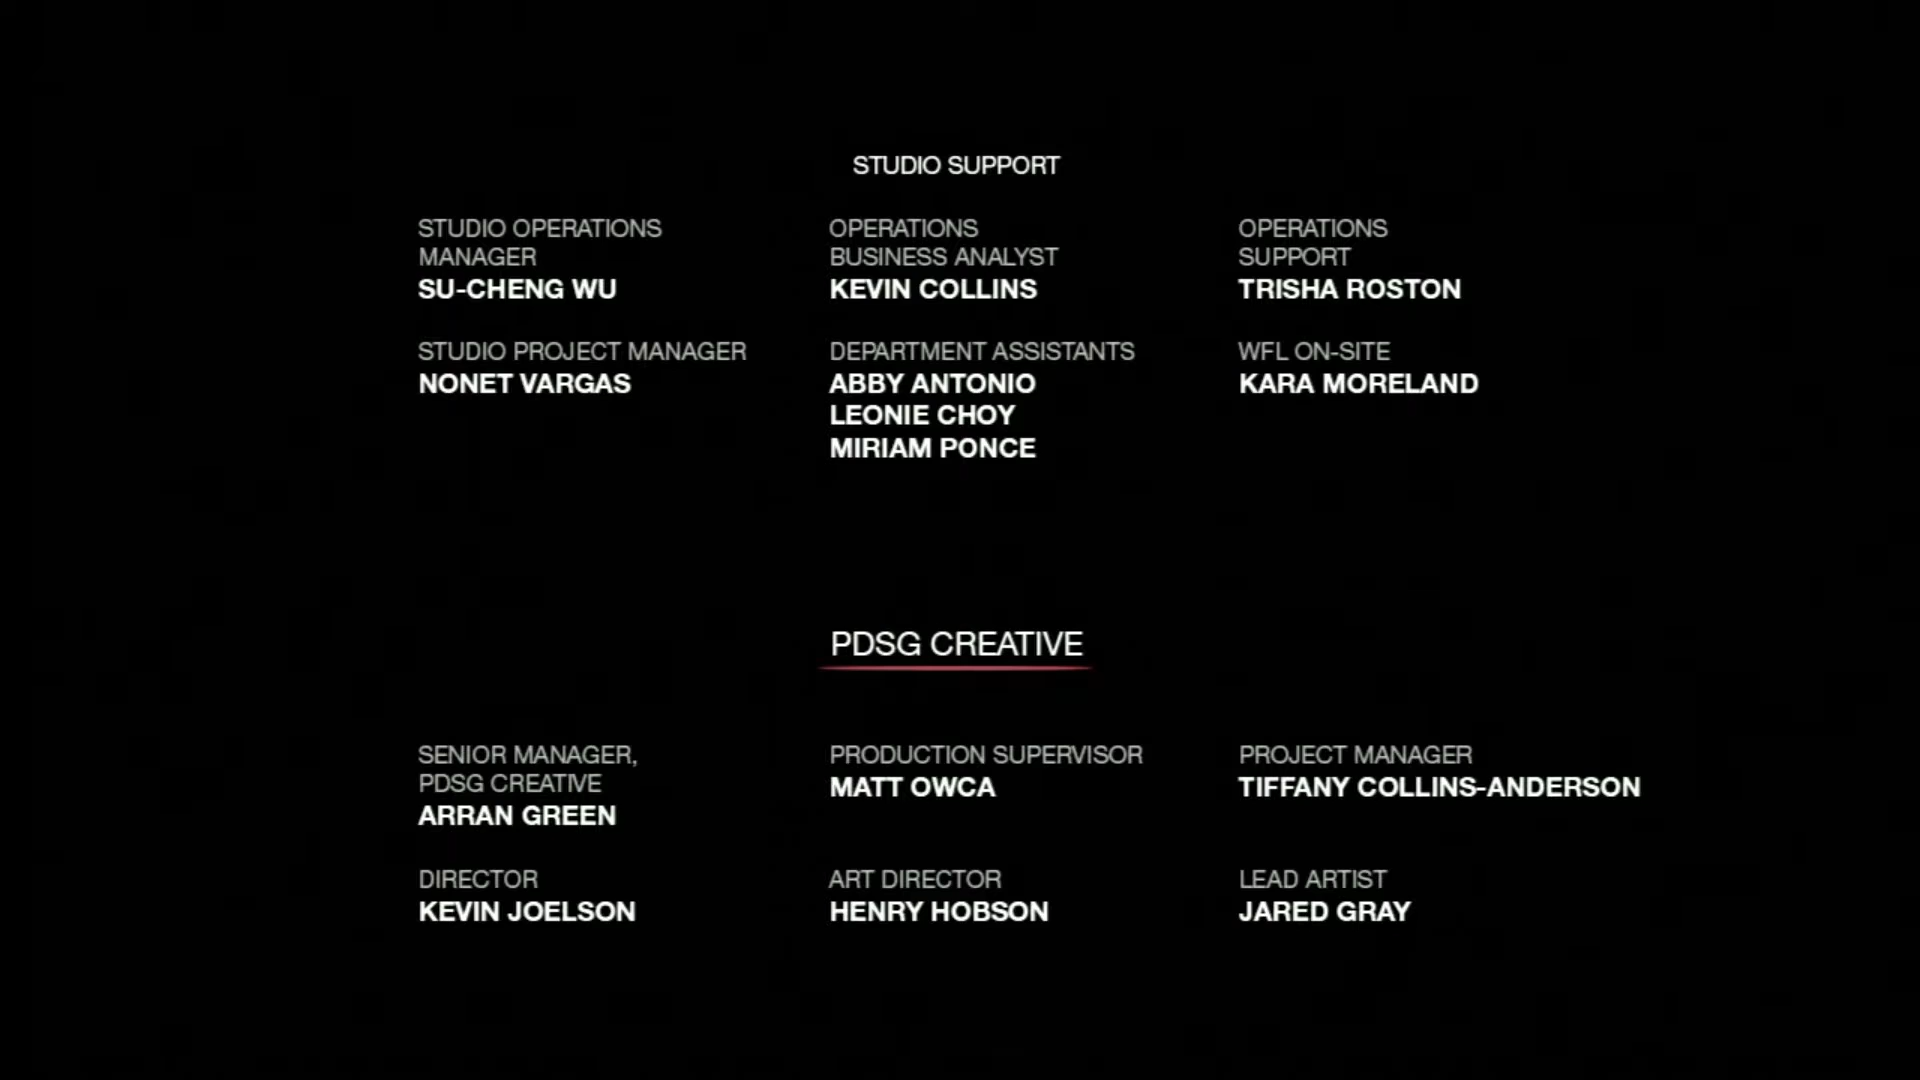 STUDIO SUPPORT
STUDIO OPERATIONS
MANAGER
SU-CHENG WU
OPERATIONS
BUSINESS ANALYST
KEVIN COLLINS
OPERATIONS
SUPPORT
TRISHA ROSTON
STUDIO PROJECT MANAGER
NONET VARGAS
DEPARTMENT ASSISTANTS
ABBY ANTONIO
LEONIE CHOY
MIRIAM PONCE
WFL ON-SITE
KARA MORELAND
PDSG CREATIVE
SENIOR MANAGER,
PDSG CREATIVE
ARRAN GREEN
PRODUCTION SUPERVISOR
MATT OWCA
PROJECT MANAGER
TIFFANY COLLINS-ANDERSON
DIRECTOR
KEVIN JOELSON
ART DIRECTOR
HENRY HOBSON
LEAD ARTIST
JARED GRAY